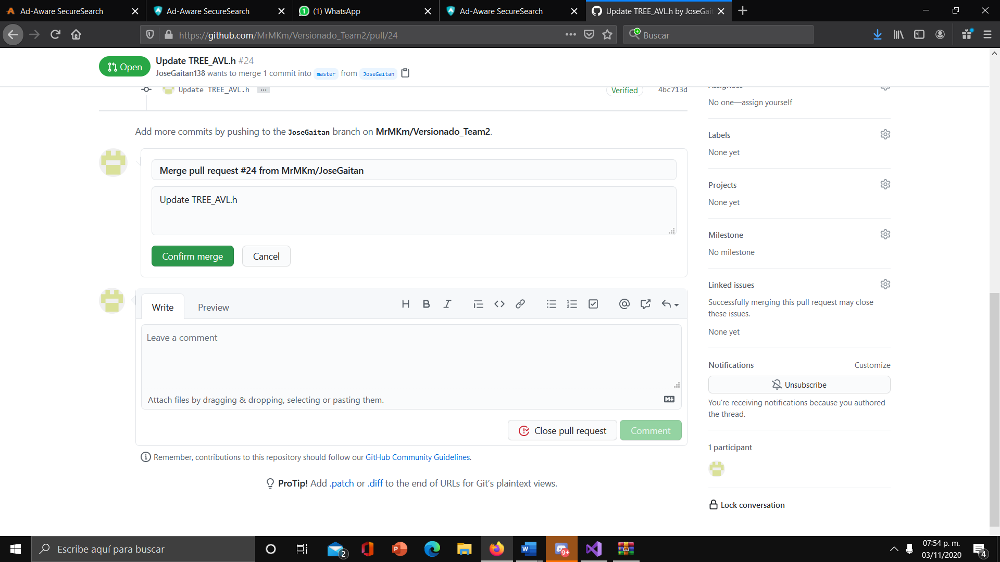 Ad-Aware SecureSearch
Ad-Aware SecureSearch
(1) WhatsApp
Ad-Aware SecureSearch
Update TREE_AVL.h by JoseGait
https://github.com/MrMKm/Versionado_Team2/pull/24
Buscar
Open
Update TREE_AVL.h #24
JoseGaitan138 wants to merge 1 commit into master from JoseGaitan
Update TREE_AVL.h
Verified
4bc713d
Add more commits by pushing to the JoseGaitan branch on MrMKm/Versionado_Team2.
Merge pull request #24 from MrMKm/JoseGaitan
Update TREE_AVL.h
Confirm merge
Cancel
Write
Preview
Leave a comment
Attach files by dragging & dropping, selecting or pasting them.
Close pull request
Comment
Remember, contributions to this repository should follow our GitHub Community Guidelines.
ProTip! Add .patch or .diff to the end of URLs for Git's plaintext views.
Assignees
No one—assign yourself
Labels
None yet
Projects
None yet
Milestone
No milestone
Linked issues
Successfully merging this pull request may close
these issues.
None yet
Notifications
Customize
Unsubscribe
You're receiving notifications because you authored
the thread.
1 participant
Lock conversation
Escribe aquí para buscar
2
9+
07:54 p. m.
03/11/2020
4